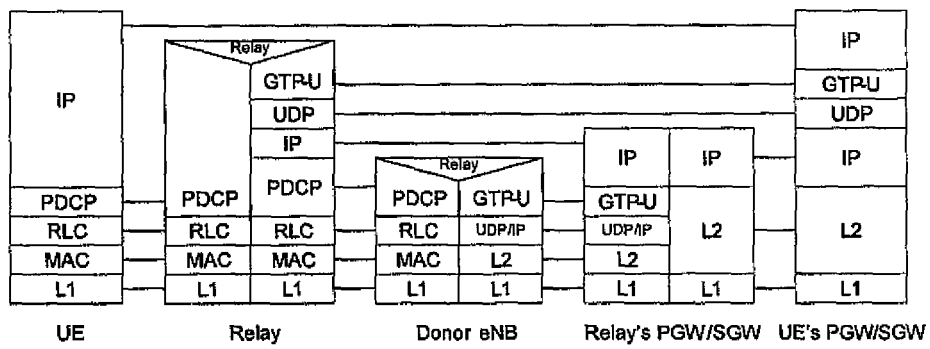 IP
PDCP
RLC
MAC
L1
UE
Relay
PDCP
RLC
MAC
L1
GTP-U
UDP
IP
PDCP
RLC
MAC
L1
Relay
Relay
PDCP
RLC
MAC
L1
GTP-U
UDP/IP
L2
L1
Donor eNB
IP
GTP-U
UDP/IP
L2
L1
IP
L2
L1
Relay's PGW/SGW
IP
GTP-U
UDP
IP
L2
L1
UE's PGW/SGW